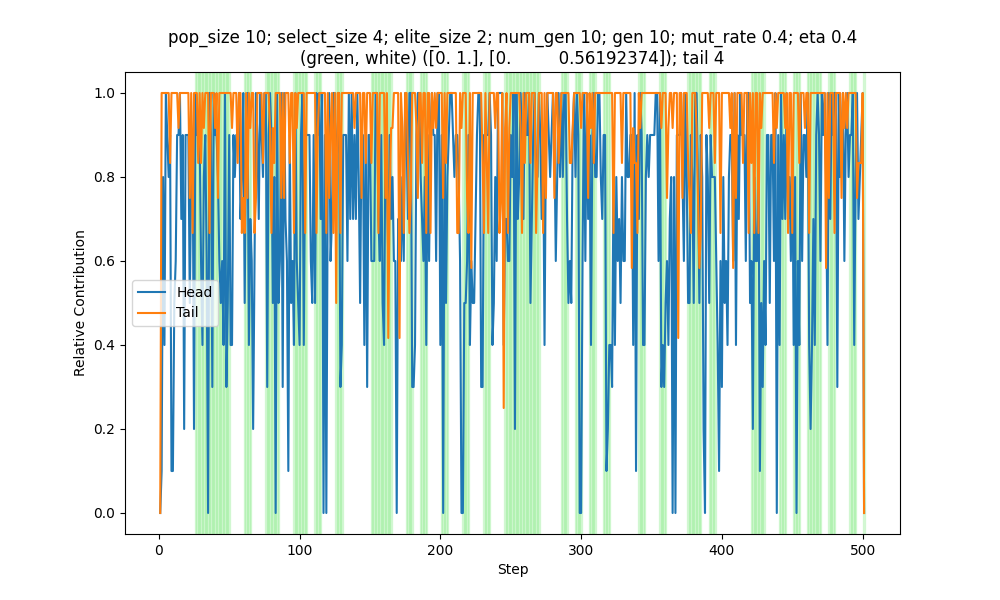 pop_size 10; select_size 4; elite_size 2; num_gen 10; gen 10; mut_rate 0.4; eta 0.4
(green, white) ([0. 1.], [0.          0.56192374]); tail 4
1.0
0.8
0.6
0.4
0.2
0.0
Relative Contribution
Head
Tail
0
100
200
300
400
500
Step